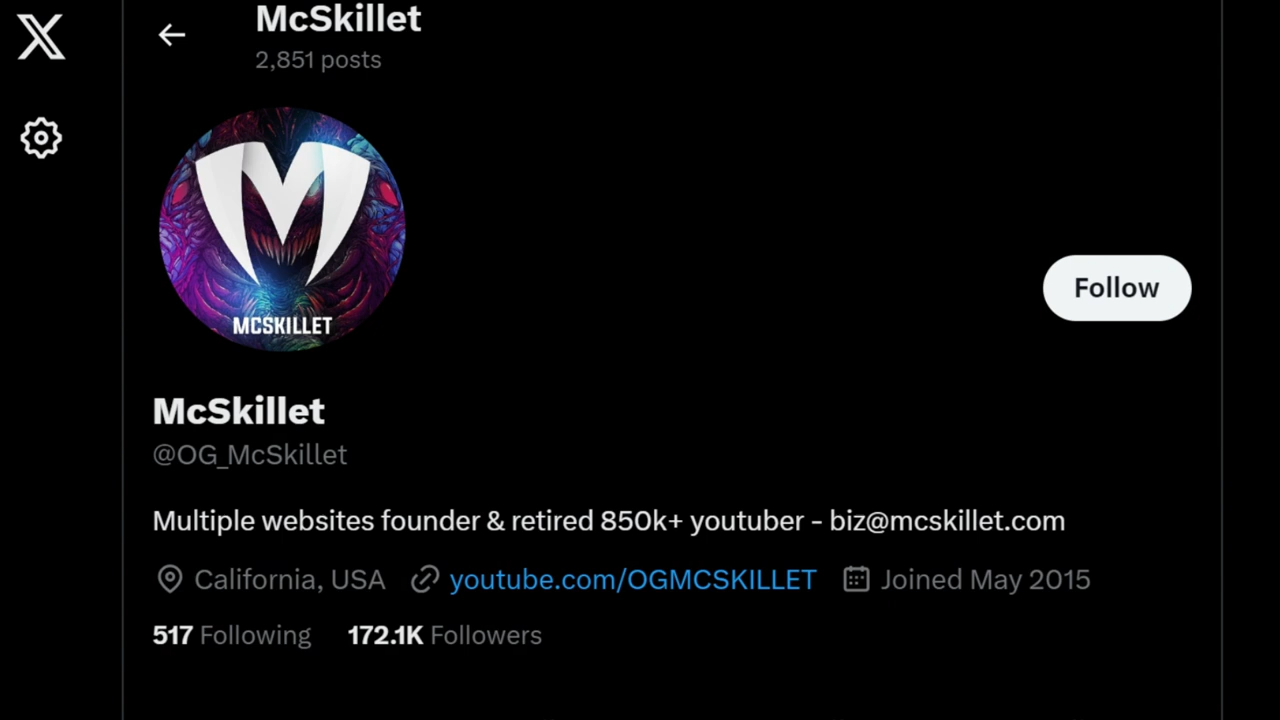 McSkillet
2,851 posts
MCSKILLET
Follow
McSkillet
@OG_McSkillet
Multiple websites founder & retired 850k+ youtuber - biz@mcskillet.com
California, USA youtube.com/OGMCSKILLET Joined May 2015
517 Following 172.1K Followers